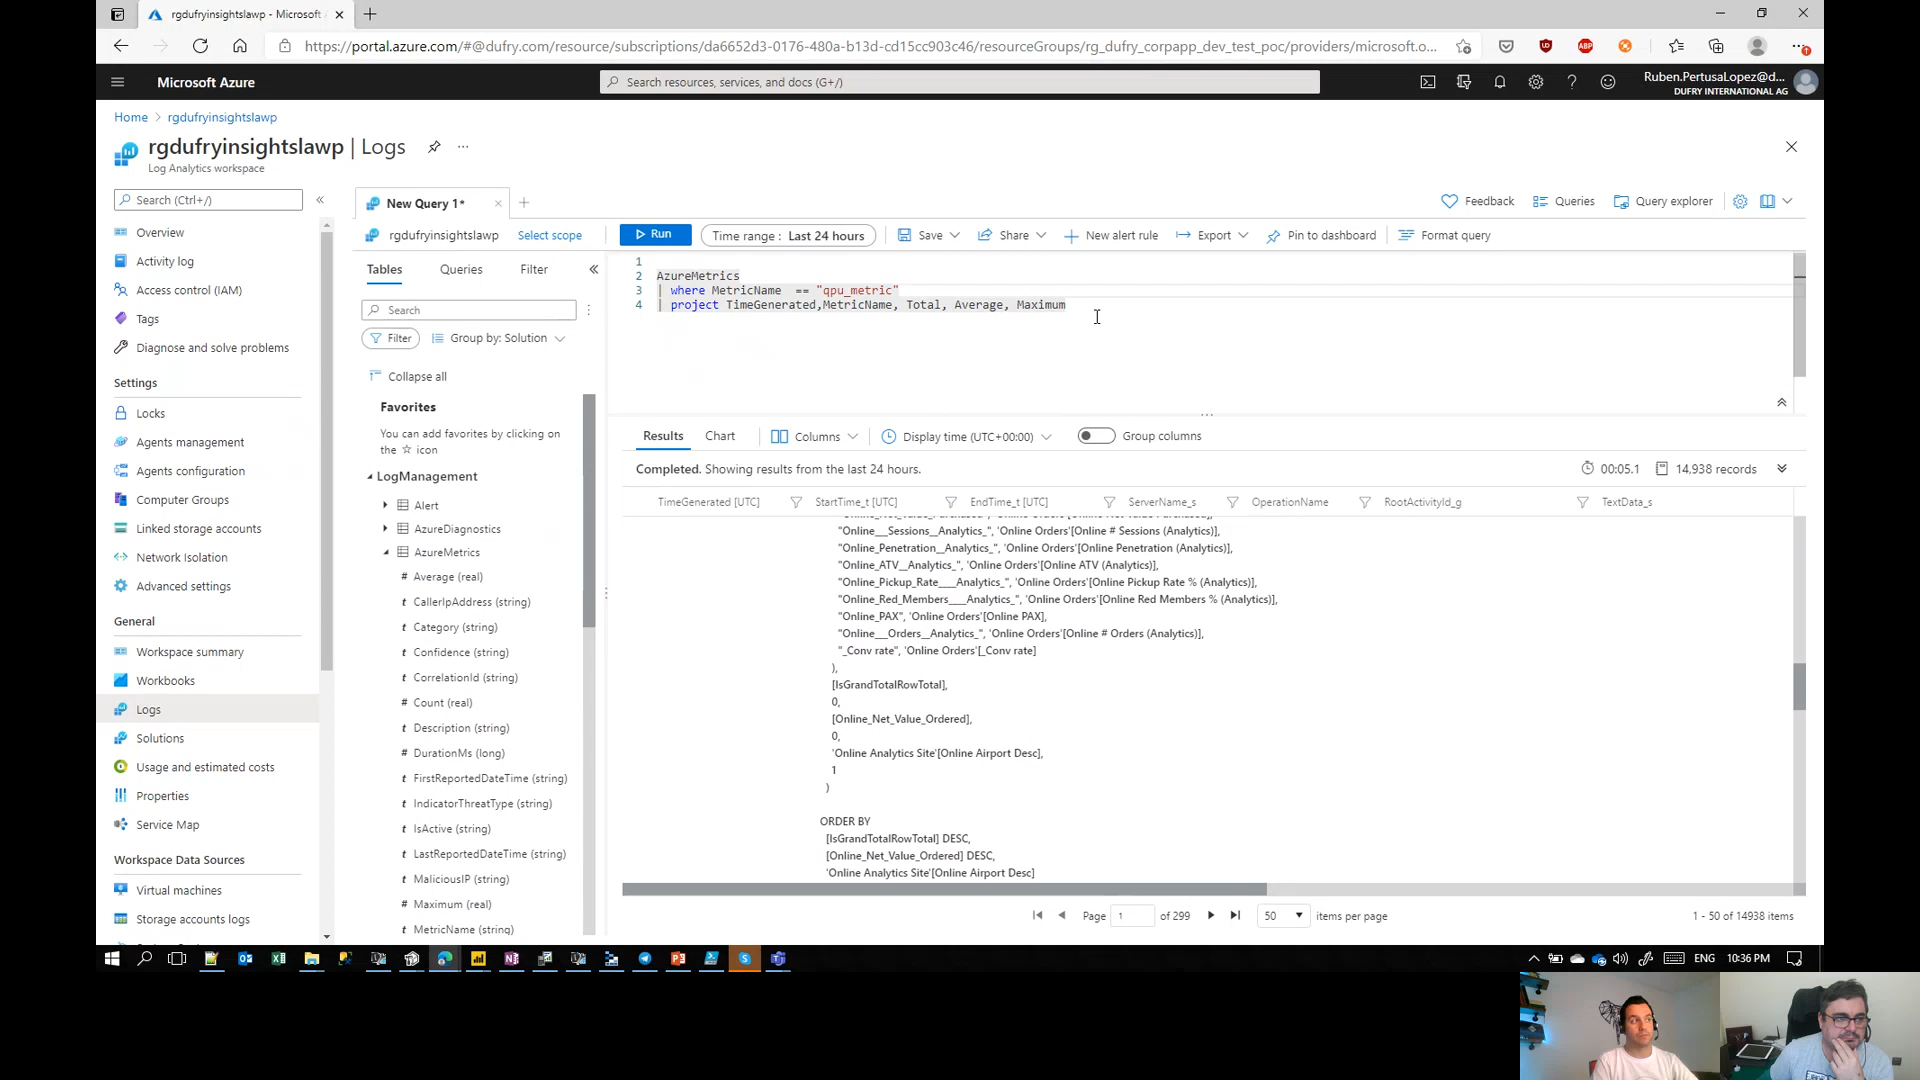 rgdufryinsightslawp - Microsoft
https://portal.azure.com/#@dufry.com/resource/subscriptions/da6652d3-0176-480a-b13d-cd15cc903c46/resourceGroups/rg_dufry_corpapp_dev_test_poc/providers/microsoft.o...
Microsoft Azure
Search resources, services, and docs (G+/)
Ruben.PertusaLopez@d...
DUFRY INTERNATIONAL AG
Home > rgdufryinsightslawp
rgdufryinsightslawp | Logs
Log Analytics workspace
Search (Ctrl+/)
Overview
Activity log
Access control (IAM)
Tags
Diagnose and solve problems
Settings
Locks
Agents management
Agents configuration
Computer Groups
Linked storage accounts
Network Isolation
Advanced settings
General
Workspace summary
Workbooks
Logs
Solutions
Usage and estimated costs
Properties
Service Map
Workspace Data Sources
Virtual machines
Storage accounts logs
New Query 1*
Feedback
Queries
Query explorer
rgdufryinsightslawp
Select scope
Run
Time range : Last 24 hours
Save
Share
New alert rule
Export
Pin to dashboard
Format query
Tables
Queries
Filter
Search
Filter
Group by: Solution
Collapse all
Favorites
You can add favorites by clicking on
the ☆ icon
LogManagement
Alert
AzureDiagnostics
AzureMetrics
# Average (real)
t CallerIpAddress (string)
t Category (string)
t Confidence (string)
t CorrelationId (string)
# Count (real)
t Description (string)
# DurationMs (long)
t FirstReportedDateTime (string)
t IndicatorThreatType (string)
t IsActive (string)
t LastReportedDateTime (string)
t MaliciousIP (string)
# Maximum (real)
t MetricName (string)
1
2 AzureMetrics
3 | where MetricName == "qpu_metric"
4 | project TimeGenerated,MetricName, Total, Average, Maximum
Results
Chart
Columns
Display time (UTC+00:00)
Group columns
Completed. Showing results from the last 24 hours.
00:05.1
14,938 records
TimeGenerated [UTC]
StartTime_t [UTC]
EndTime_t [UTC]
ServerName_s
OperationName
RootActivityId_g
TextData_s
"Online___Sessions__Analytics_", 'Online Orders'[Online # Sessions (Analytics)],
"Online_Penetration__Analytics_", 'Online Orders'[Online Penetration (Analytics)],
"Online_ATV__Analytics_", 'Online Orders'[Online ATV (Analytics)],
"Online_Pickup_Rate____Analytics_", 'Online Orders'[Online Pickup Rate % (Analytics)],
"Online_Red_Members____Analytics_", 'Online Orders'[Online Red Members % (Analytics)],
"Online_PAX", 'Online Orders'[Online PAX],
"Online___Orders__Analytics_", 'Online Orders'[Online # Orders (Analytics)],
"_Conv rate", 'Online Orders'[_Conv rate]
),
[IsGrandTotalRowTotal],
0,
[Online_Net_Value_Ordered],
0,
'Online Analytics Site'[Online Airport Desc],
1
)
ORDER BY
[IsGrandTotalRowTotal] DESC,
[Online_Net_Value_Ordered] DESC,
'Online Analytics Site'[Online Airport Desc]
Page 1 of 299
50 items per page
1 - 50 of 14938 items
ENG
10:36 PM